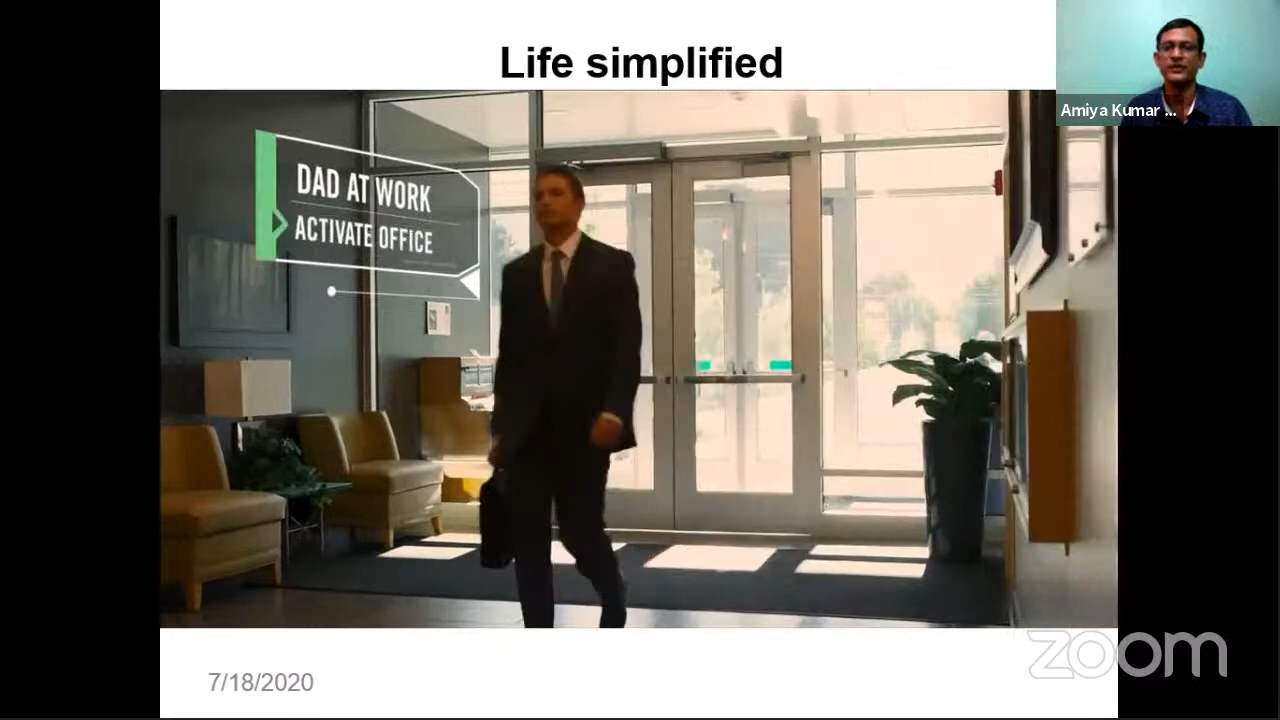 Life simplified
Amiya Kumar ...
DAD AT WORK
ACTIVATE OFFICE
7/18/2020
zoom